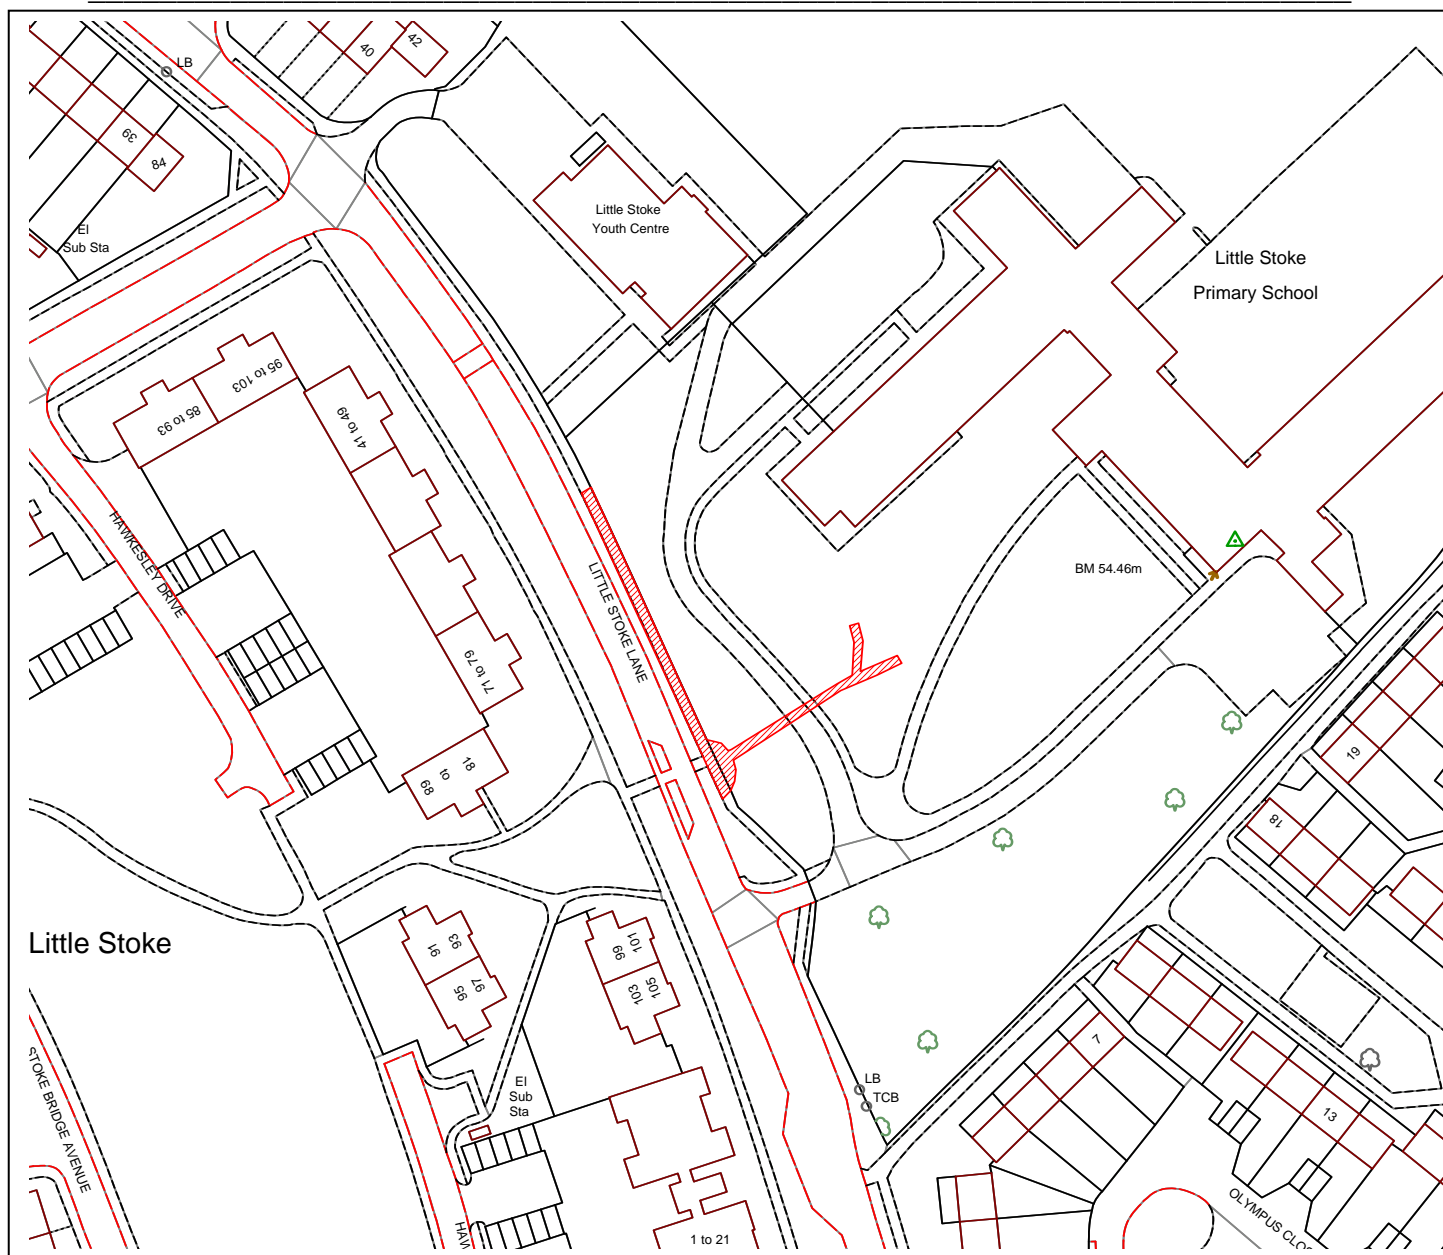 42
40
LB
39
84
El
Sub Sta
Little Stoke
Youth Centre
Little Stoke
Primary School
95 to 103
85 to 93
41 to 49
HAWKESLEY DRIVE
LITTLE STOKE LANE
BM 54.46m
71 to 79
18
to
68
19
18
Little Stoke
93
91
97
95
101
99
105
103
7
STOKE BRIDGE AVENUE
El
Sub
Sta
LB
TCB
13
HAW
OLYMPUS CLOS
1 to 21